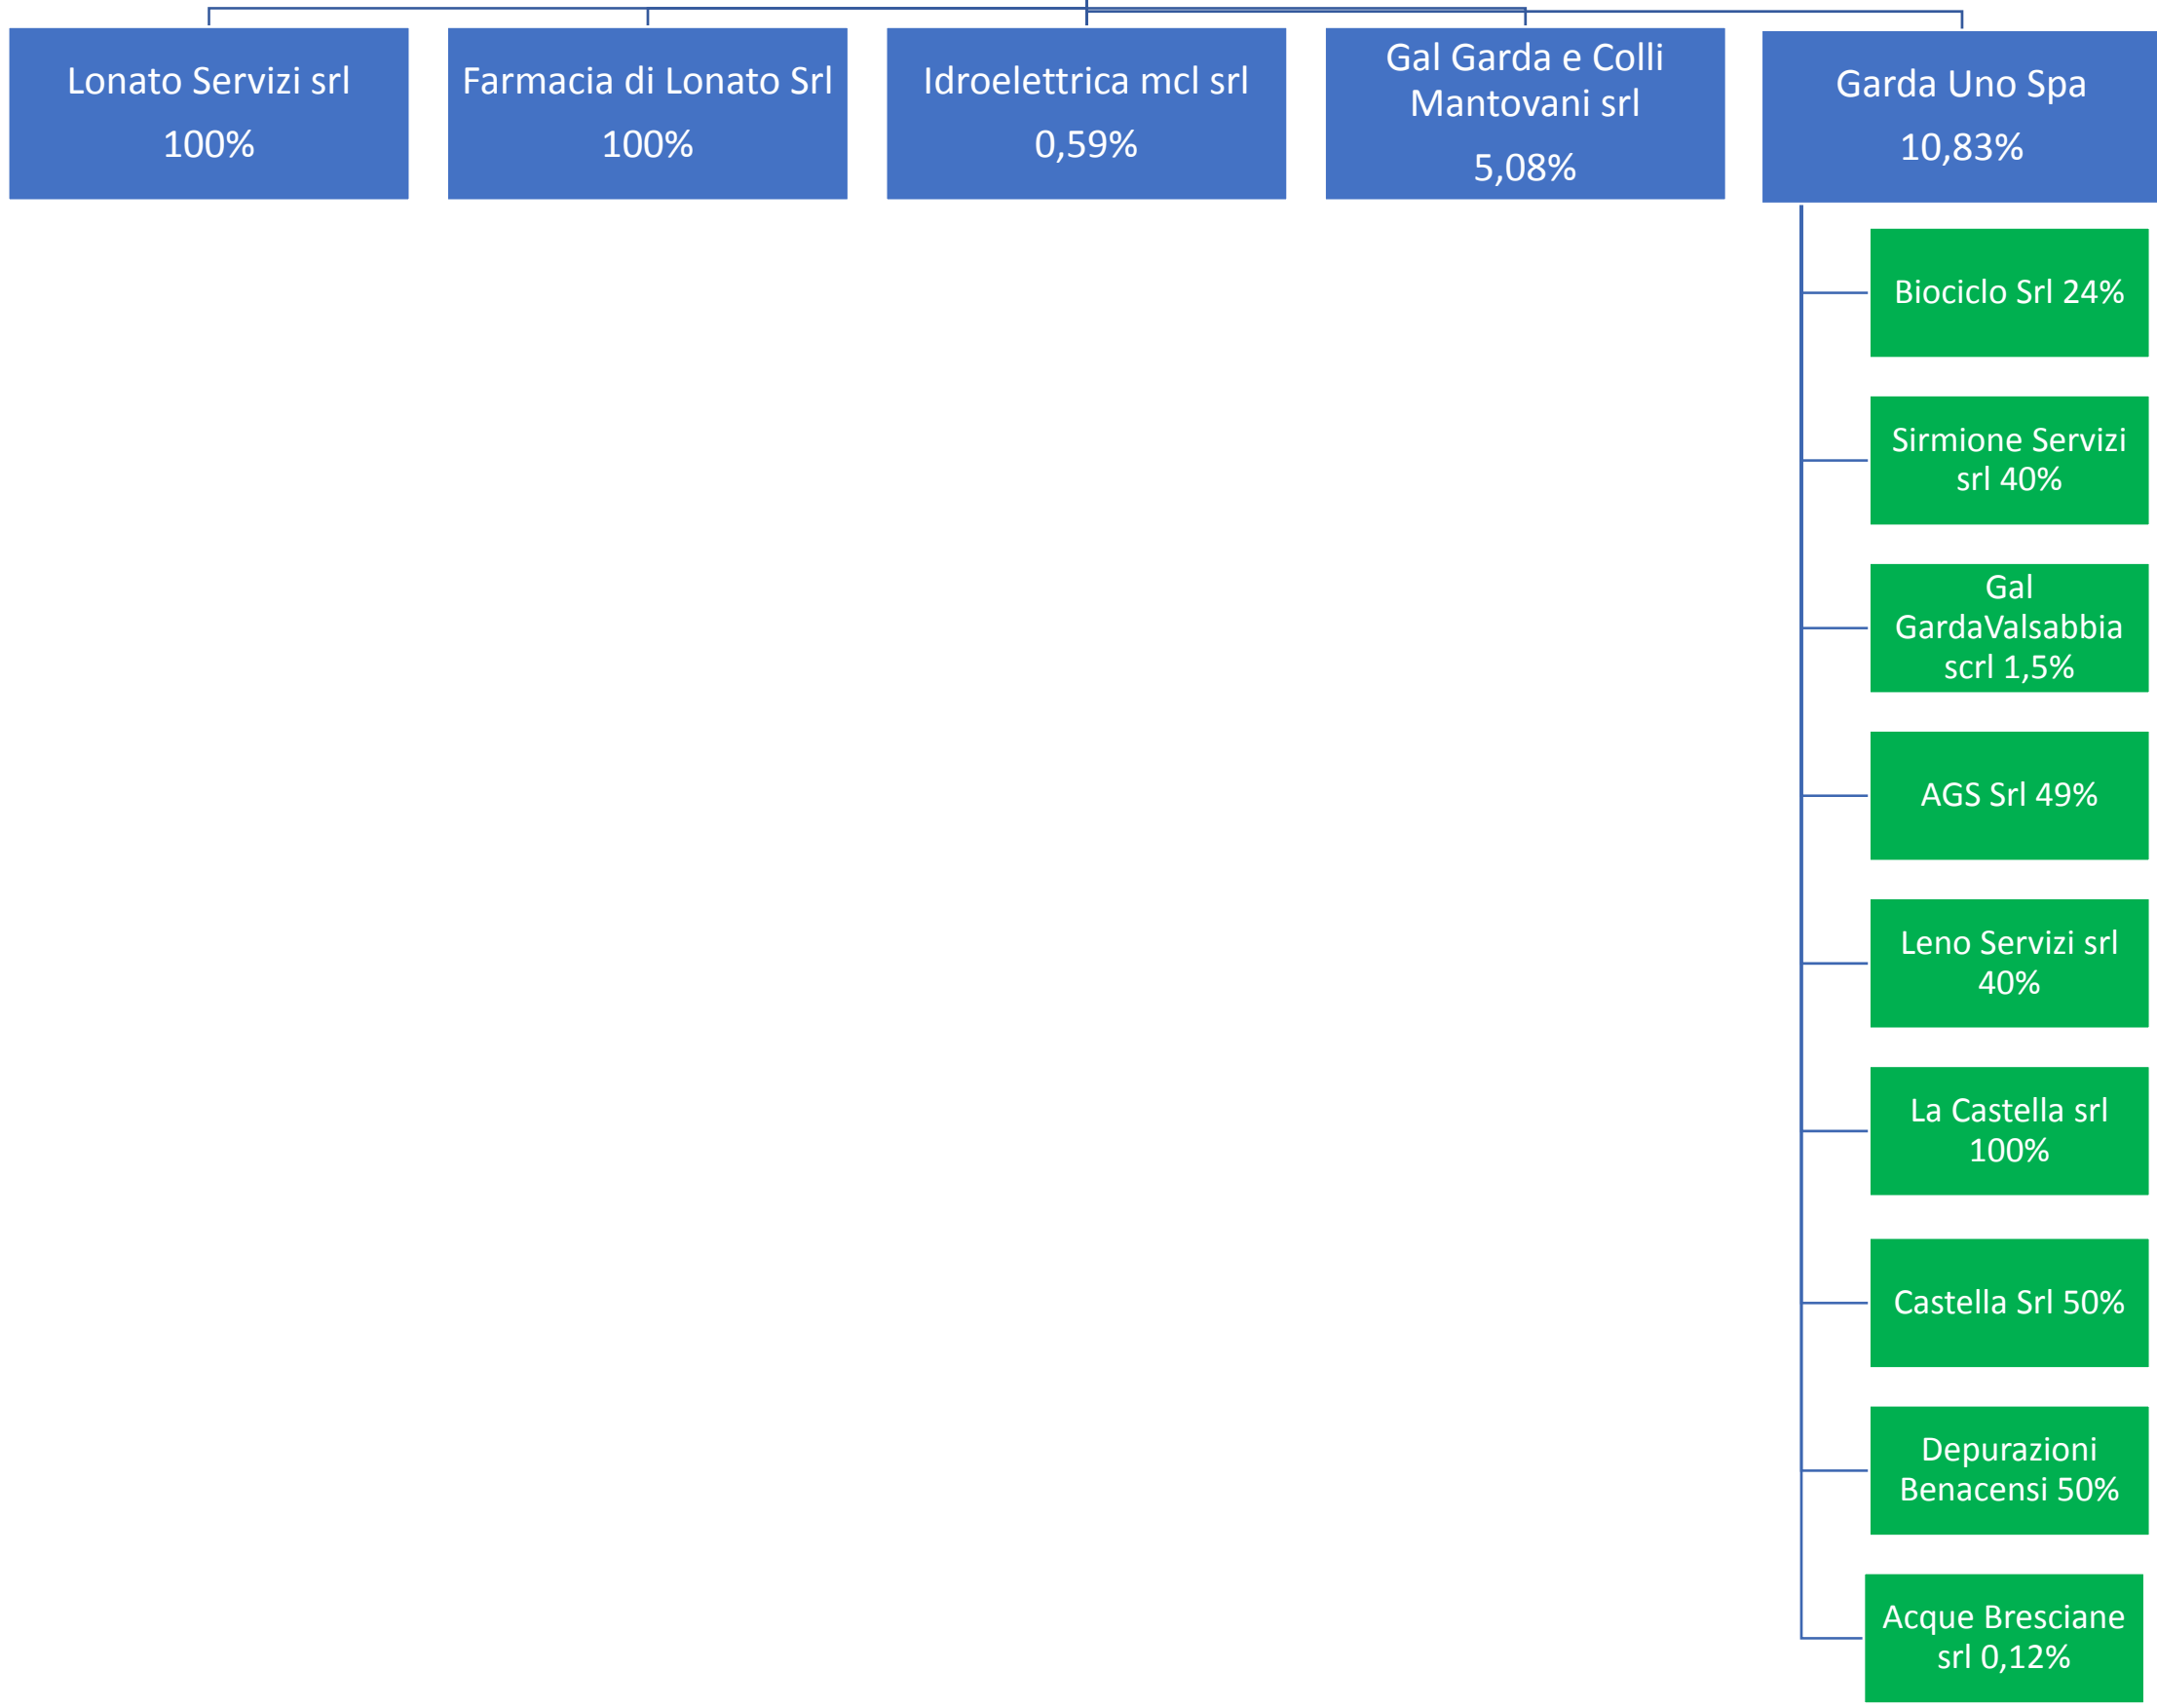 Lonato Servizi srl
100%
Farmacia di Lonato Srl
100%
Idroelettrica mcl srl
0,59%
Gal Garda e Colli
Mantovani srl
5,08%
Garda Uno Spa
10,83%
Biociclo Srl 24%
Sirmione Servizi
srl 40%
Gal
GardaValsabbia
scrl 1,5%
AGS Srl 49%
Leno Servizi srl
40%
La Castella srl
100%
Castella Srl 50%
Depurazioni
Benacensi 50%
Acque Bresciane
srl 0,12%